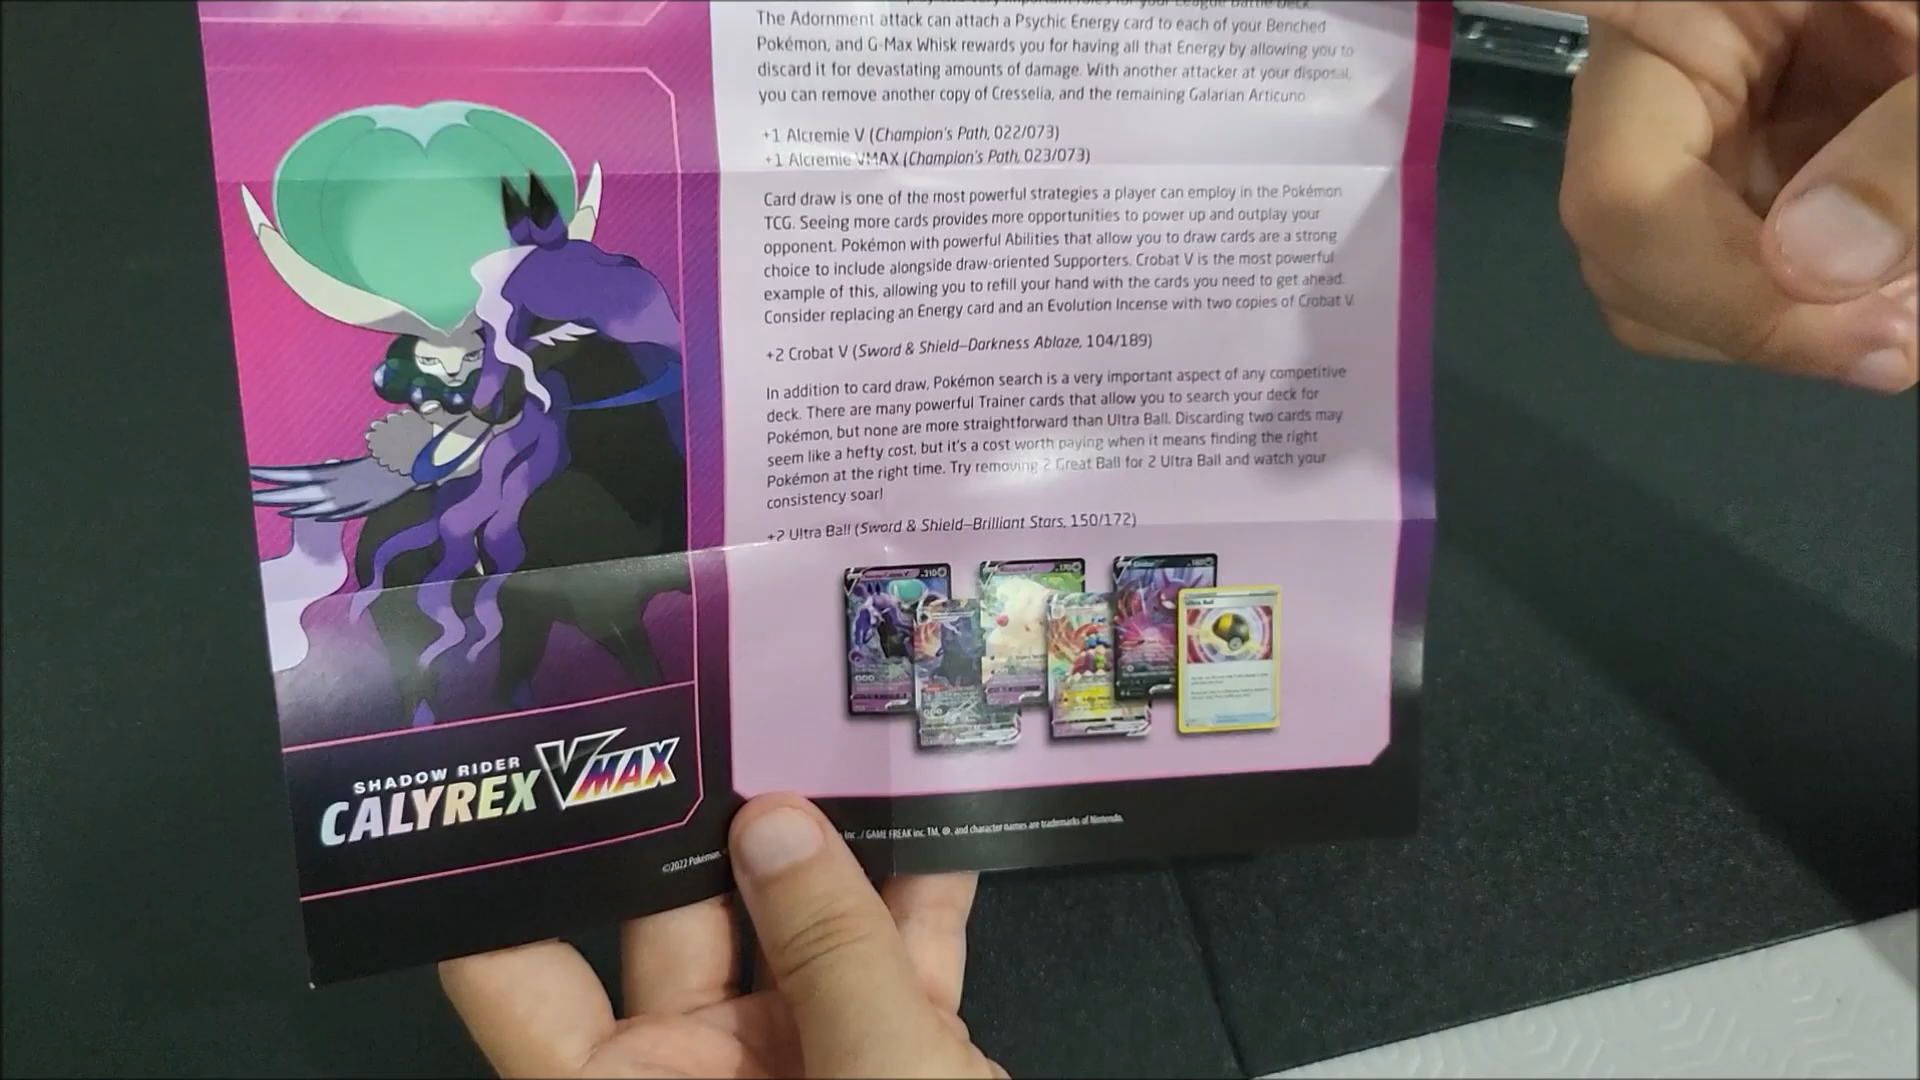 The Adornment attack can attach a Psychic Energy card to each of your Benched
Pokémon, and G-Max Whisk rewards you for having all that Energy by allowing you to
discard it for devastating amounts of damage. With another attacker at your disposal,
you can remove another copy of Cresselia, and the remaining Galarian Articuno.
+1 Alcremie V (Champion's Path, 022/073)
+1 Alcremie VMAX (Champion's Path, 023/073)
Card draw is one of the most powerful strategies a player can employ in the Pokémon
TCG. Seeing more cards provides more opportunities to power up and outplay your
opponent. Pokémon with powerful Abilities that allow you to draw cards are a strong
choice to include alongside draw-oriented Supporters. Crobat V is the most powerful
example of this, allowing you to refill your hand with the cards you need to get ahead.
Consider replacing an Energy card and an Evolution Incense with two copies of Crobat V.
+2 Crobat V (Sword & Shield—Darkness Ablaze, 104/189)
In addition to card draw, Pokémon search is a very important aspect of any competitive
deck. There are many powerful Trainer cards that allow you to search your deck for
Pokémon, but none are more straightforward than Ultra Ball. Discarding two cards may
seem like a hefty cost, but it's a cost worth paying when it means finding the right
Pokémon at the right time. Try removing 2 Great Ball for 2 Ultra Ball and watch your
consistency soar!
+2 Ultra Ball (Sword & Shield—Brilliant Stars, 150/172)
210
170
Crobat
180
Ultra Ball
SHADOW RIDER
CALYREX VMAX
©2022 Pokémon. Inc. / GAME FREAK inc. TM, ®, and character names are trademarks of Nintendo.